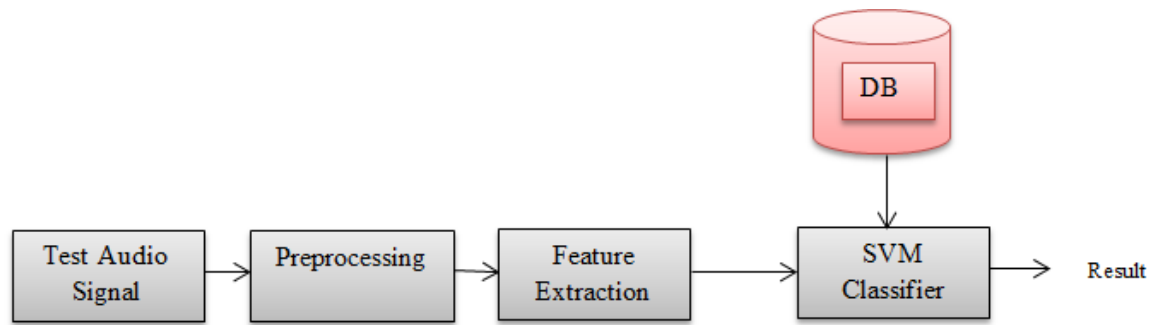 DB
Test Audio
Signal
Preprocessing
Feature
Extraction
SVM
Classifier
Result